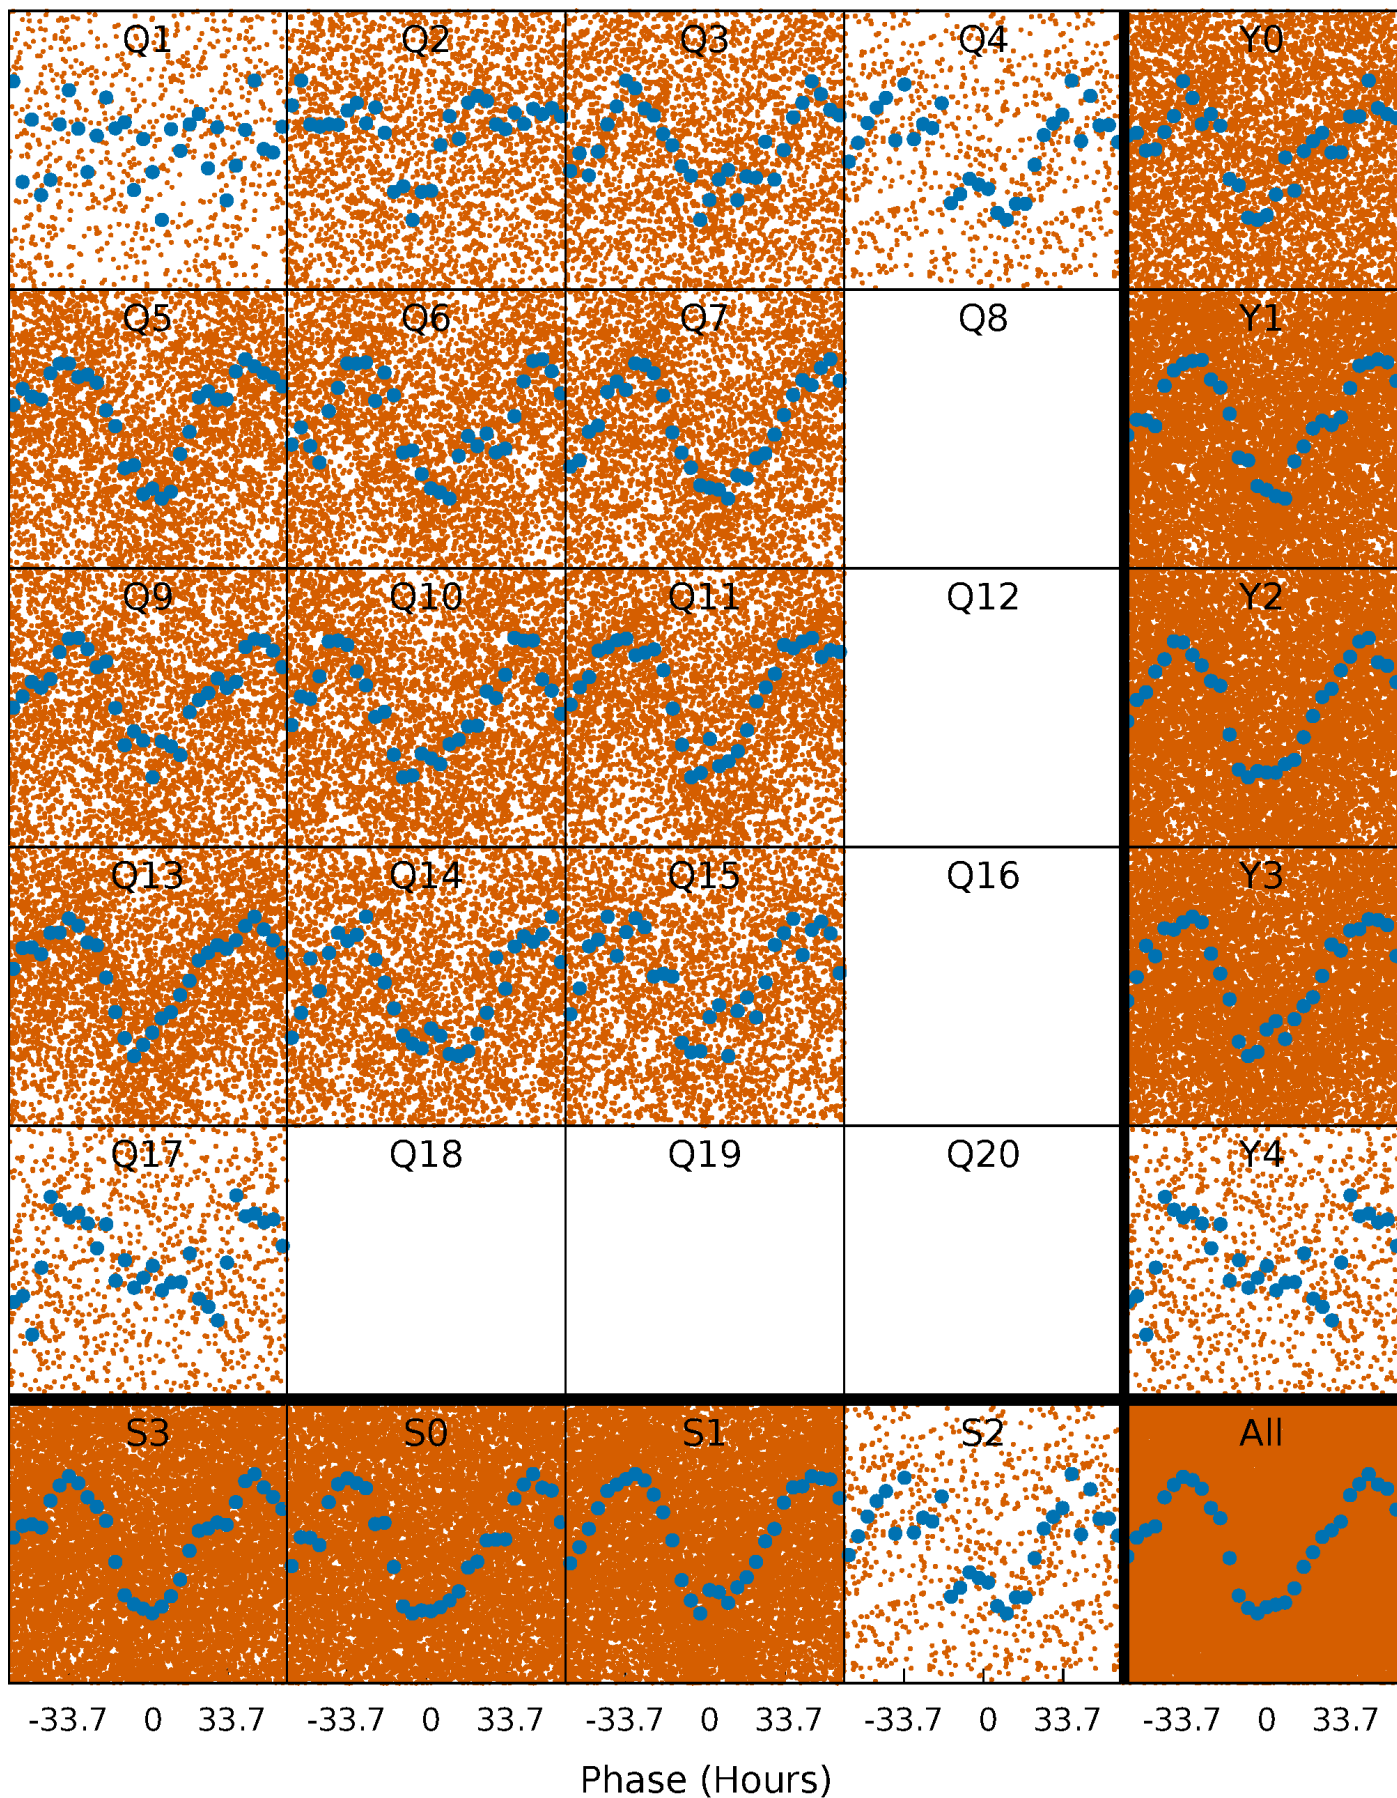 Q1 Q2 Q3 Q4 Y0
Q5 Q6 Q7 Q8 Y1
Q9 Q10 Q11 Q12 Y2
Q13 Q14 Q15 Q16 Y3
Q17 Q18 Q19 Q20 Y4
S3 S0 S1 S2 All
-33.7 0 33.7 -33.7 0 33.7 -33.7 0 33.7 -33.7 0 33.7 -33.7 0 33.7
Phase (Hours)